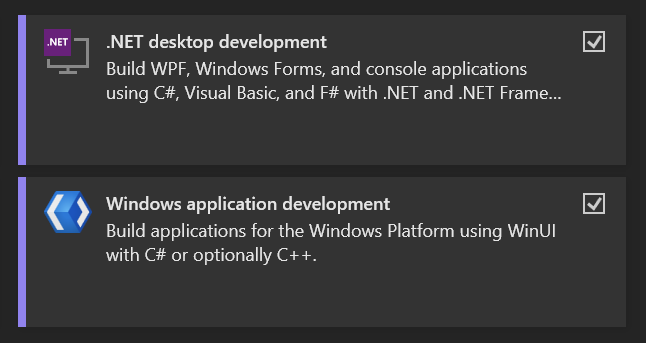 .NET
.NET desktop development
Build WPF, Windows Forms, and console applications
using C#, Visual Basic, and F# with .NET and .NET Frame...
Windows application development
Build applications for the Windows Platform using WinUI
with C# or optionally C++.